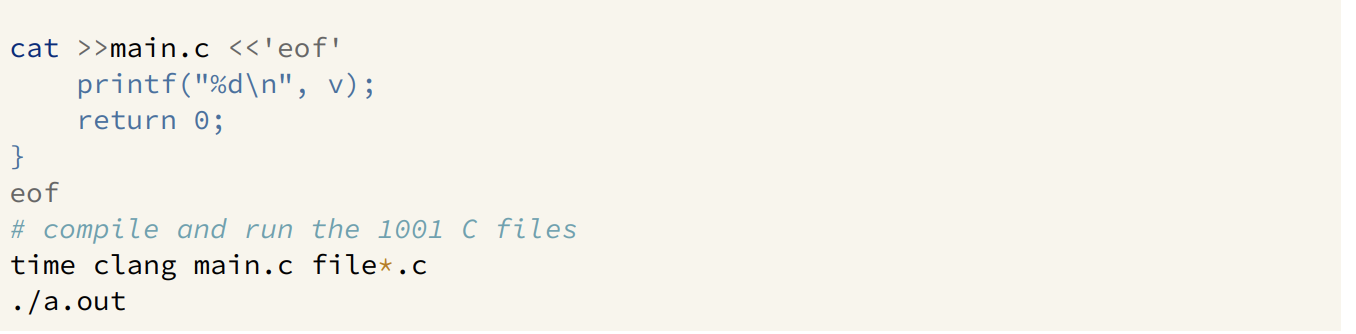 cat >>main.c <<'eof'
    printf("%d\n", v);
    return 0;
}
eof
# compile and run the 1001 C files
time clang main.c file*.c
./a.out